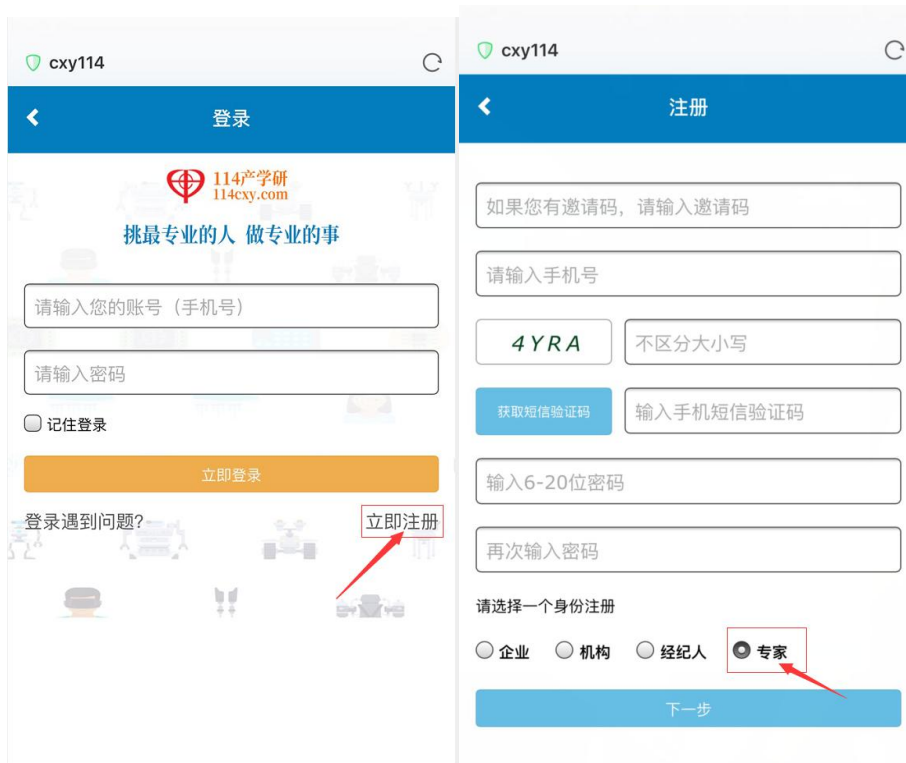 cxy114
登录
114产学研
114cxy.com
挑最专业的人 做专业的事
请输入您的账号（手机号）
请输入密码
记住登录
立即登录
登录遇到问题?
立即注册
cxy114
注册
如果您有邀请码，请输入邀请码
请输入手机号
4YRA
不区分大小写
获取短信验证码
输入手机短信验证码
输入6-20位密码
再次输入密码
请选择一个身份注册
企业 机构 经纪人 专家
下一步